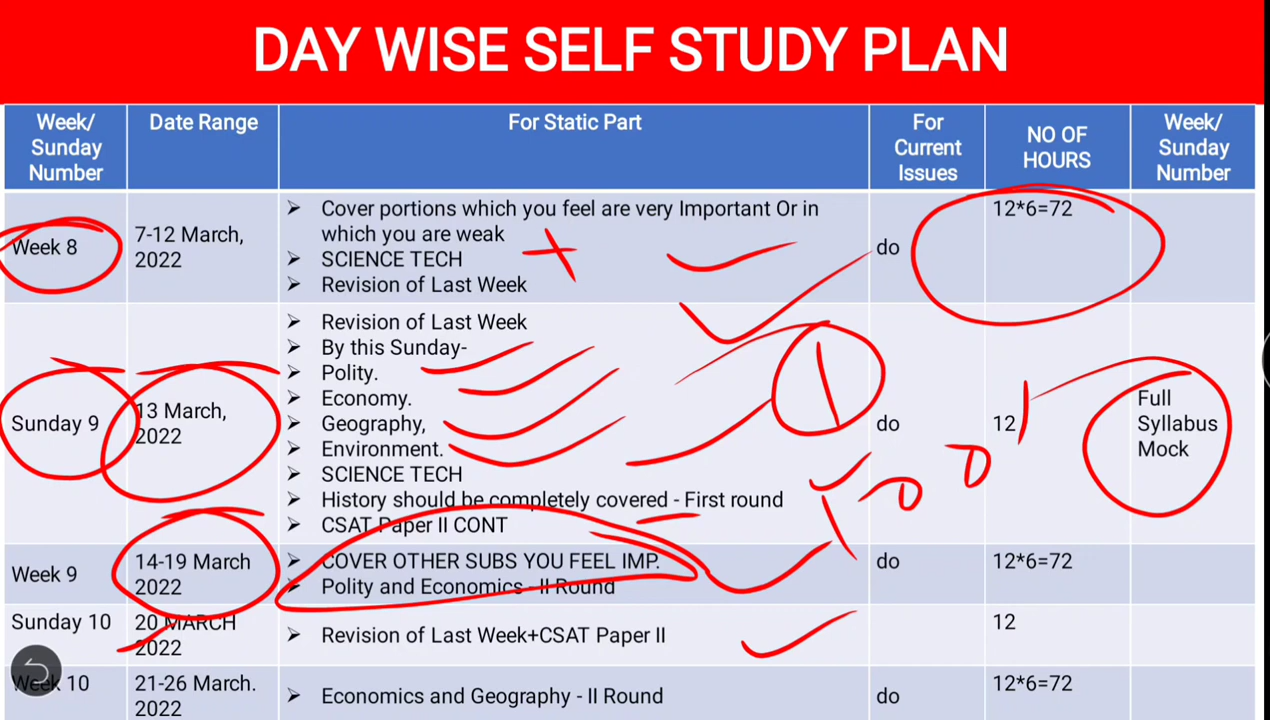 DAY WISE SELF STUDY PLAN
Week/
Sunday
Number
Date Range
For Static Part
For
Current
Issues
NO OF
HOURS
Week/
Sunday
Number
Week 8
7-12 March,
2022
Cover portions which you feel are very Important Or in
which you are weak
SCIENCE TECH
Revision of Last Week
do
12*6=72
Sunday 9
13 March,
2022
Revision of Last Week
By this Sunday-
Polity.
Economy.
Geography,
Environment.
SCIENCE TECH
History should be completely covered - First round
CSAT Paper II CONT
do
12
Full
Syllabus
Mock
Week 9
14-19 March
2022
COVER OTHER SUBS YOU FEEL IMP.
Polity and Economics - II Round
do
12*6=72
Sunday 10
20 MARCH
2022
Revision of Last Week+CSAT Paper II
12
Week 10
21-26 March.
2022
Economics and Geography - II Round
do
12*6=72